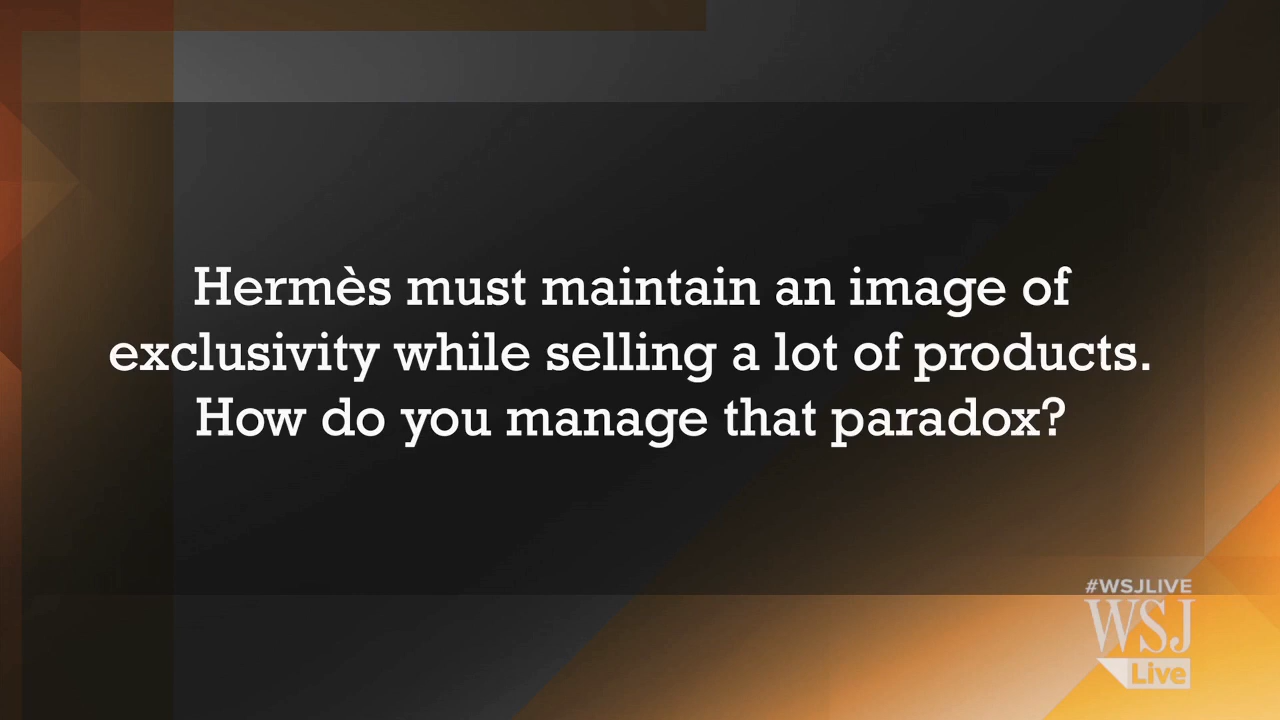 Hermès must maintain an image of
exclusivity while selling a lot of products.
How do you manage that paradox?
#WSJLIVE
WSJ
Live